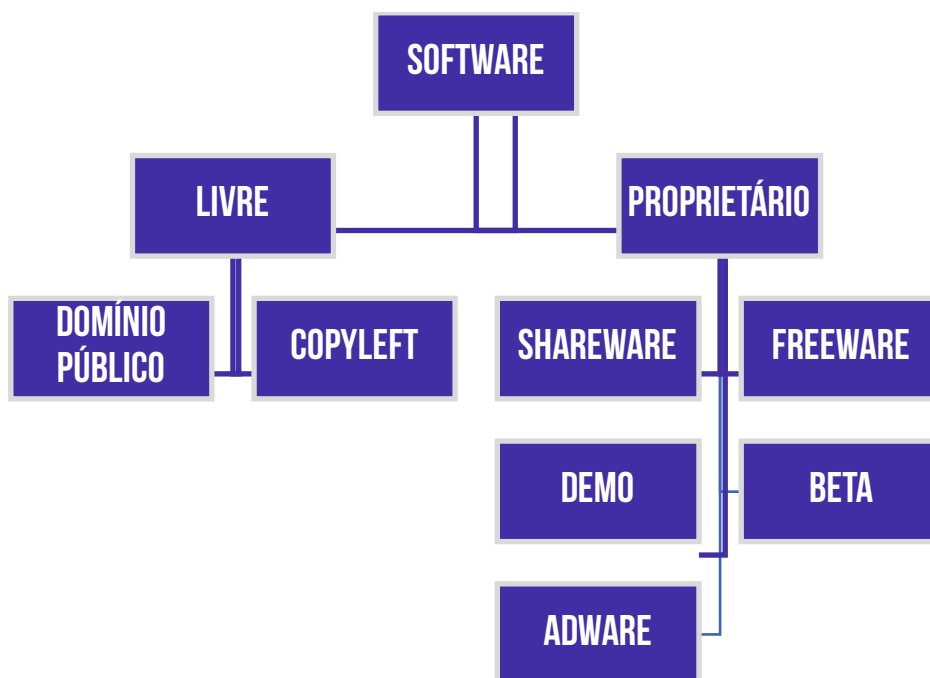 SOFTWARE
LIVRE
PROPRIETÁRIO
DOMÍNIO
PÚBLICO
COPYLEFT
SHAREWARE
FREEWARE
DEMO
BETA
ADWARE